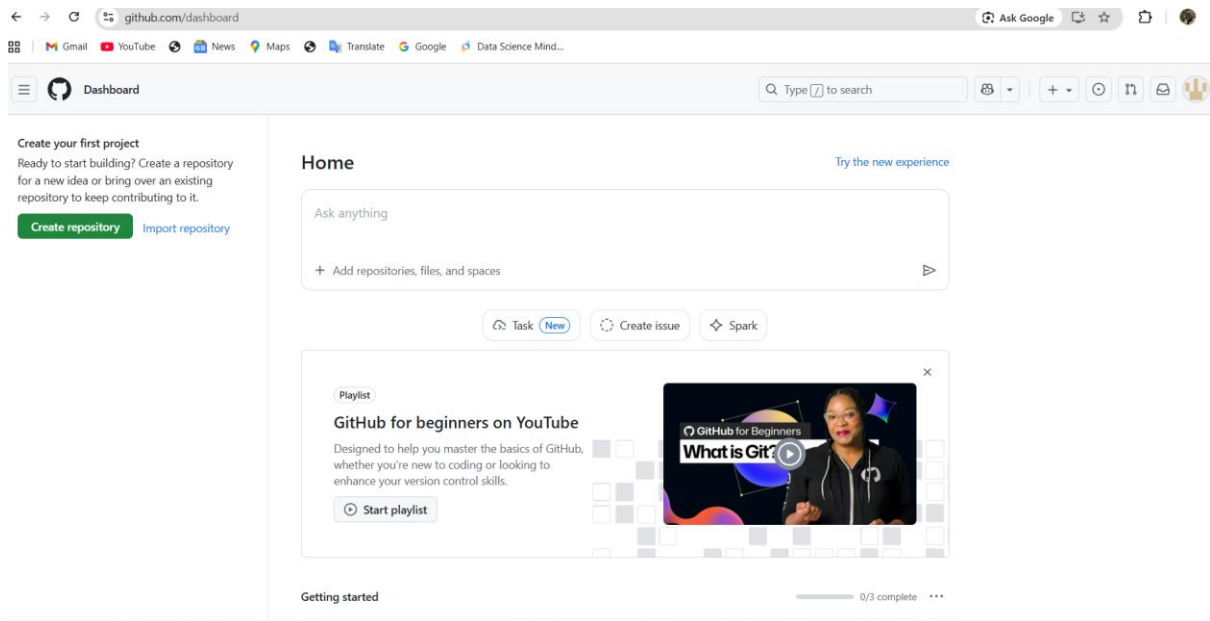 github.com/dashboard
Ask Google
Gmail YouTube News Maps Translate Google Data Science Mind...
Dashboard
Type / to search
Create your first project
Ready to start building? Create a repository
for a new idea or bring over an existing
repository to keep contributing to it.
Create repository Import repository
Home
Try the new experience
Ask anything
+ Add repositories, files, and spaces
Task New Create issue Spark
Playlist
GitHub for beginners on YouTube
Designed to help you master the basics of GitHub,
whether you're new to coding or looking to
enhance your version control skills.
Start playlist
GitHub for Beginners
What is Git?
Getting started
0/3 complete